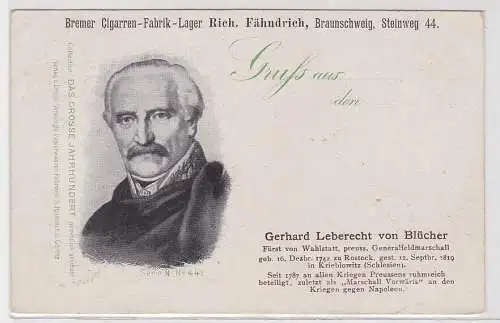 Bremer Cigarren-Fabrik-Lager Rich. Fähndrich, Braunschweig, Steinweg 44.
Gruss aus
den
DAS GROSSE JAHRHUNDERT
Gerhard Leberecht von Blücher
Fürst von Wahlstatt, preuss. Generalfeldmarschall
geb. 16. Dezbr. 1742 zu Rostock, gest. 12. Septbr. 1819
in Krieblowitz (Schlesien).
Seit 1787 an allen Kriegen Preussens ruhmreich
beteiligt, zuletzt als „Marschall Vorwärts" an den
Kriegen gegen Napoleon.